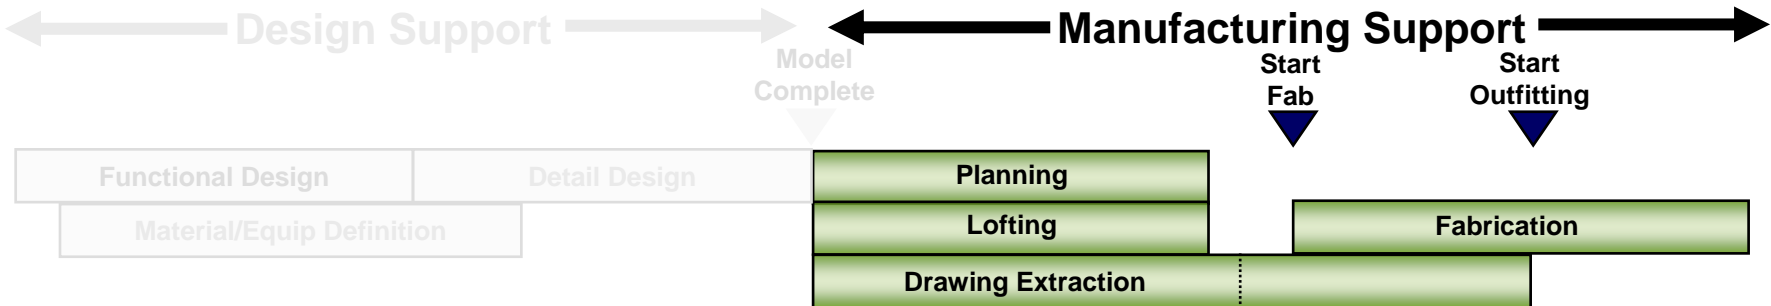 Design Support
Manufacturing Support
Model
Complete
Start
Fab
Start
Outfitting
Functional Design
Detail Design
Planning
Material/Equip Definition
Lofting
Fabrication
Drawing Extraction